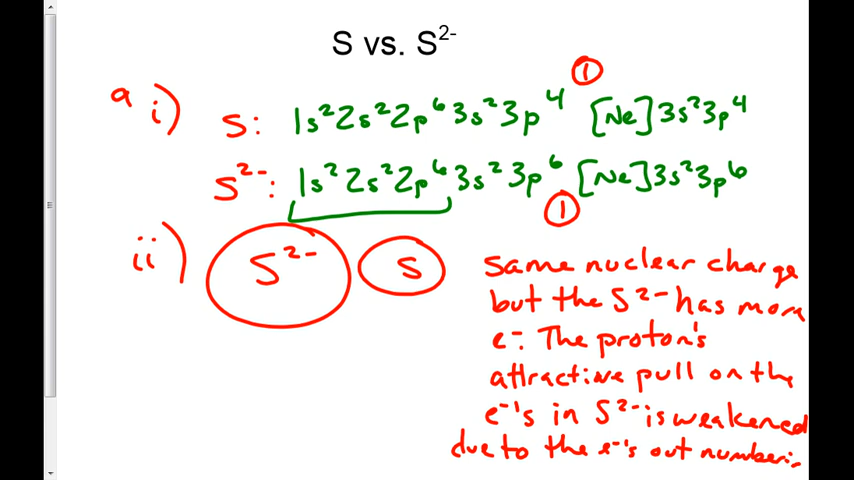 S vs. S²⁻
①
a i) S: 1s²2s²2p⁶3s²3p⁴ [Ne]3s²3p⁴
S²⁻: 1s²2s²2p⁶3s²3p⁶ [Ne]3s²3p⁶
①
ii) S²⁻ S
Same nuclear charge
but the S²⁻ has more
e⁻. The proton's
attractive pull on the
e⁻'s in S²⁻ is weakened
due to the e⁻'s out numberin